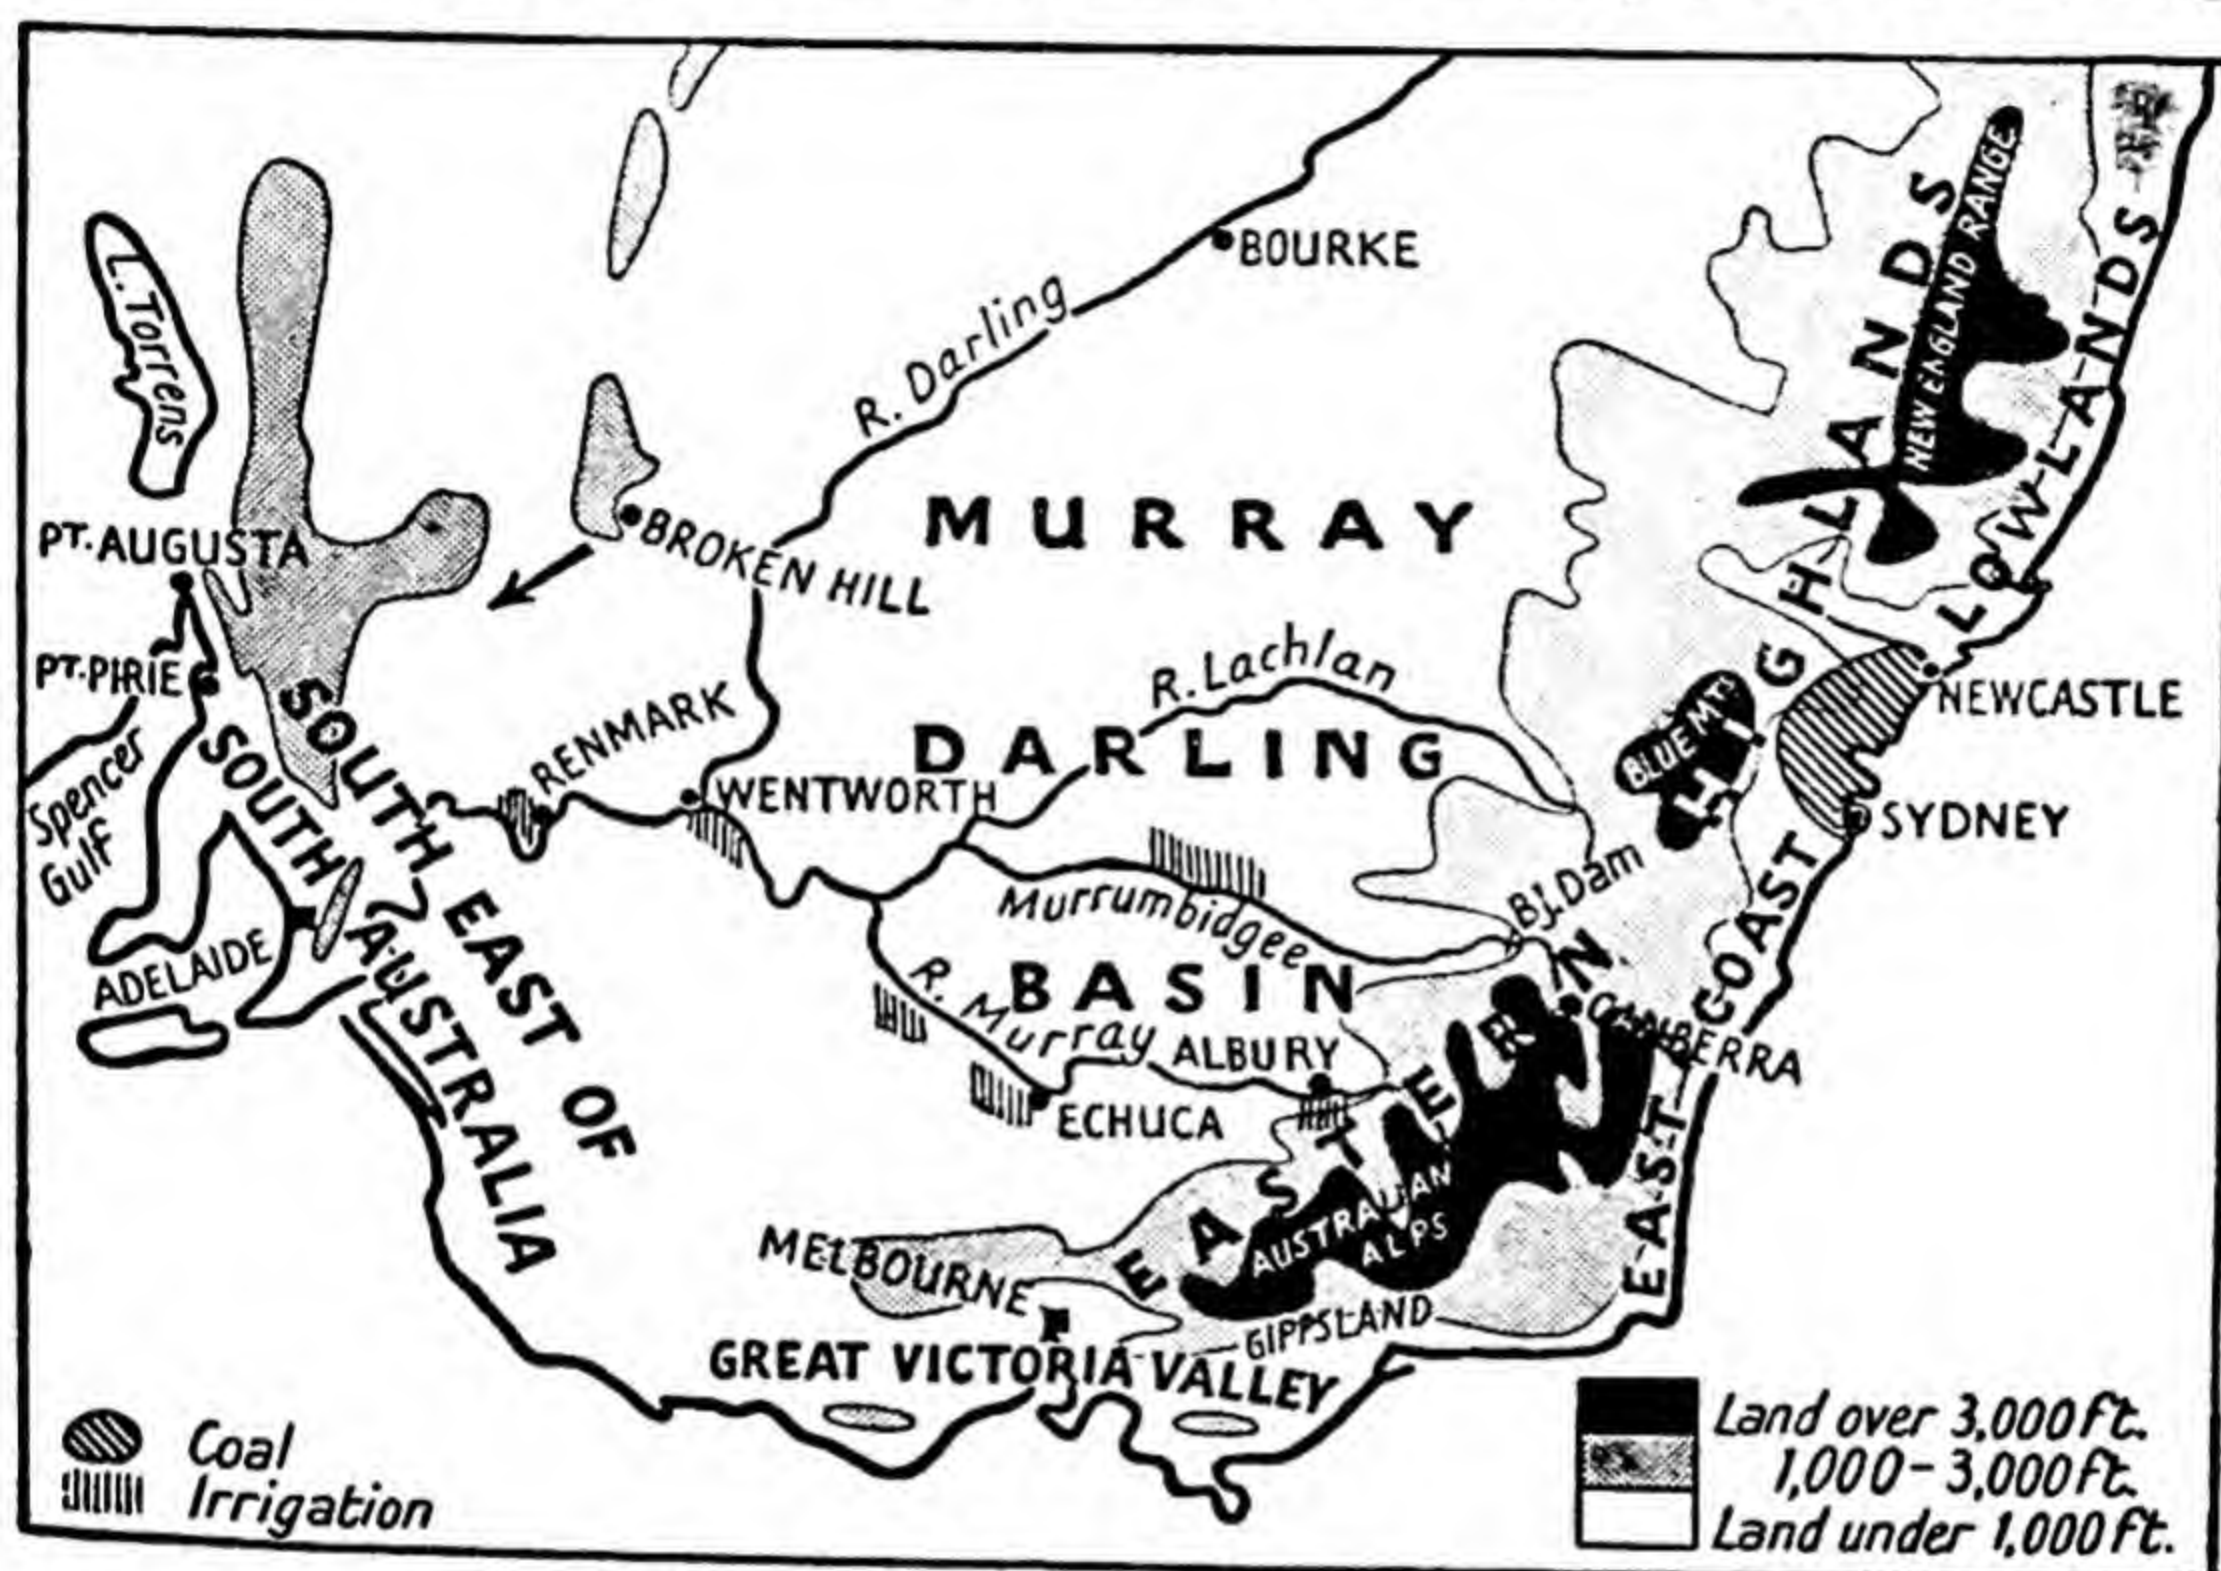 L. Torrens
BOURKE
R. Darling
NEW ENGLAND RANGE
MURRAY
PT. AUGUSTA
BROKEN HILL
PT. PIRIE
RENMARK
R. Lachlan
DARLING
WENTWORTH
BLUE MTS
NEWCASTLE
SYDNEY
Spencer
Gulf
Murrumbidgee
BJ. Dam
BASIN
R. Murray
ALBURY
CANBERRA
ADELAIDE
ECHUCA
SOUTH EAST OF
SOUTH AUSTRALIA
EASTERN HIGHLANDS
EAST COAST LOWLANDS
AUSTRALIAN
ALPS
MELBOURNE
GIPPSLAND
GREAT VICTORIA VALLEY
Coal
Irrigation
Land over 3,000 ft.
1,000-3,000 ft.
Land under 1,000 ft.